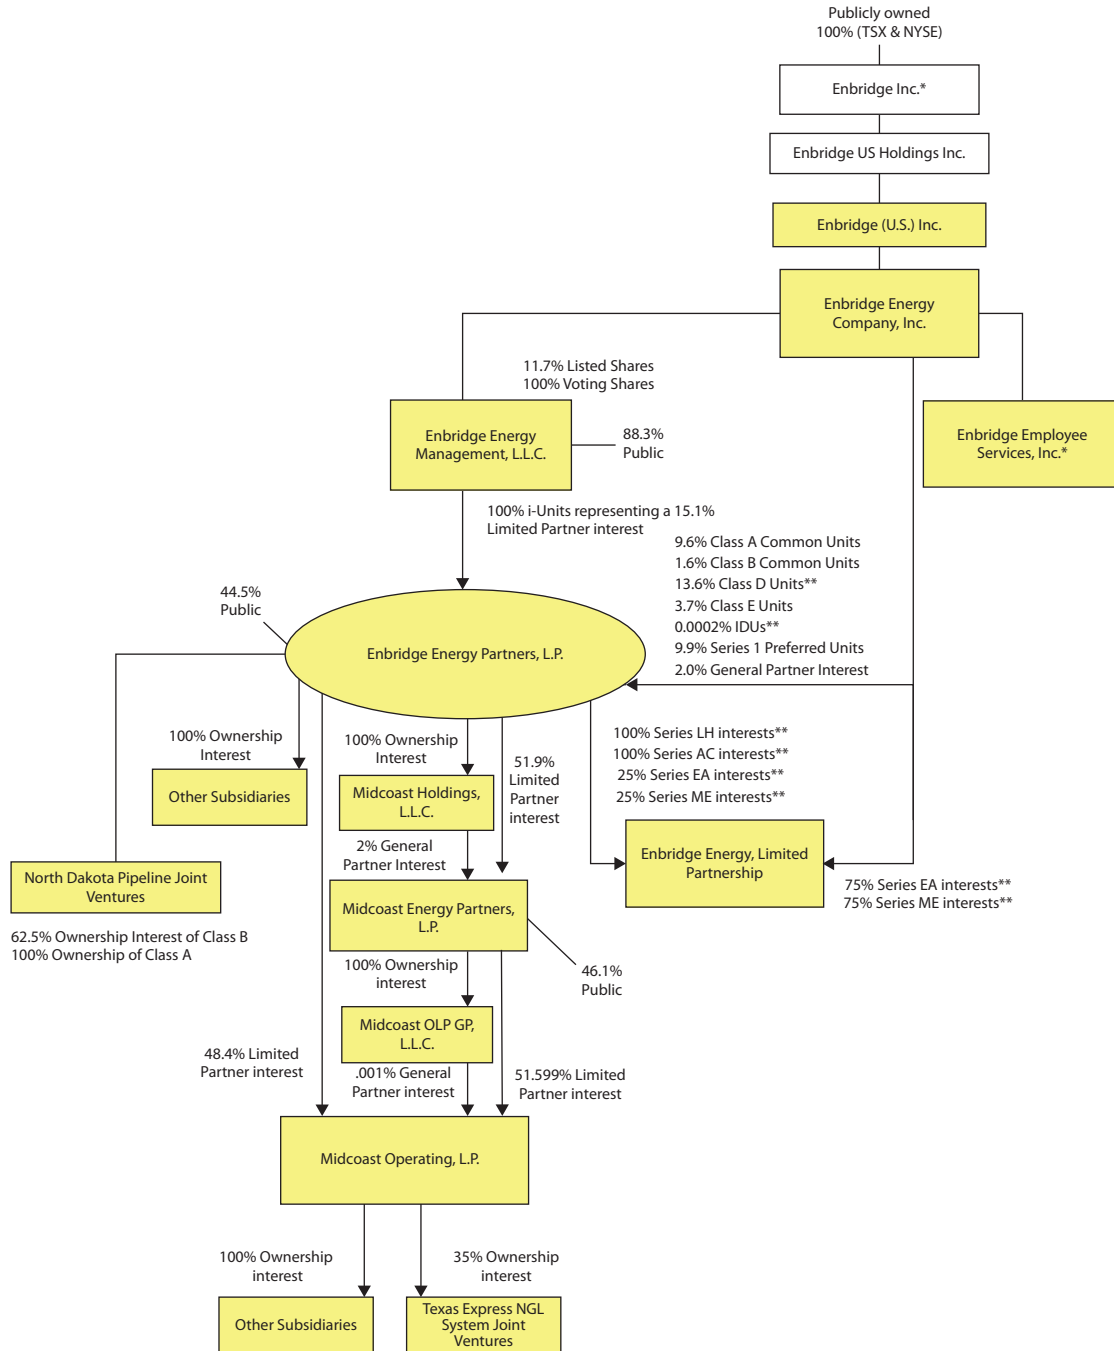 Publicly owned
100% (TSX & NYSE)
Enbridge Inc.*
Enbridge US Holdings Inc.
Enbridge (U.S.) Inc.
Enbridge Energy
Company, Inc.
11.7% Listed Shares
100% Voting Shares
Enbridge Energy
Management, L.L.C.
88.3%
Public
Enbridge Employee
Services, Inc.*
100% i-Units representing a 15.1%
Limited Partner interest
9.6% Class A Common Units
1.6% Class B Common Units
13.6% Class D Units**
3.7% Class E Units
0.0002% IDUs**
9.9% Series 1 Preferred Units
2.0% General Partner Interest
44.5%
Public
Enbridge Energy Partners, L.P.
100% Ownership
Interest
Other Subsidiaries
100% Ownership
Interest
Midcoast Holdings,
L.L.C.
51.9%
Limited
Partner
interest
100% Series LH interests**
100% Series AC interests**
25% Series EA interests**
25% Series ME interests**
2% General
Partner Interest
Enbridge Energy, Limited
Partnership
75% Series EA interests**
75% Series ME interests**
North Dakota Pipeline Joint
Ventures
62.5% Ownership Interest of Class B
100% Ownership of Class A
Midcoast Energy Partners,
L.P.
46.1%
Public
100% Ownership
interest
Midcoast OLP GP,
L.L.C.
48.4% Limited
Partner interest
.001% General
Partner interest
51.599% Limited
Partner interest
Midcoast Operating, L.P.
100% Ownership
interest
35% Ownership
interest
Other Subsidiaries
Texas Express NGL
System Joint
Ventures